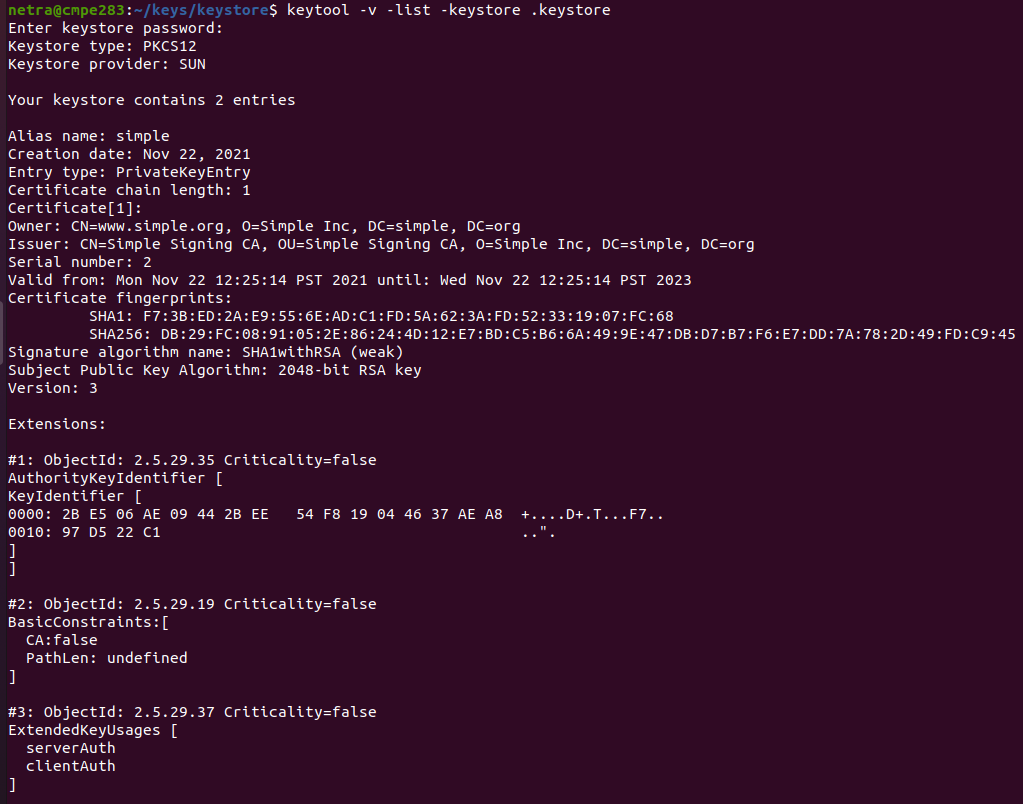 netra@cmpe283:~/keys/keystore$ keytool -v -list -keystore .keystore
Enter keystore password:
Keystore type: PKCS12
Keystore provider: SUN

Your keystore contains 2 entries

Alias name: simple
Creation date: Nov 22, 2021
Entry type: PrivateKeyEntry
Certificate chain length: 1
Certificate[1]:
Owner: CN=www.simple.org, O=Simple Inc, DC=simple, DC=org
Issuer: CN=Simple Signing CA, OU=Simple Signing CA, O=Simple Inc, DC=simple, DC=org
Serial number: 2
Valid from: Mon Nov 22 12:25:14 PST 2021 until: Wed Nov 22 12:25:14 PST 2023
Certificate fingerprints:
         SHA1: F7:3B:ED:2A:E9:55:6E:AD:C1:FD:5A:62:3A:FD:52:33:19:07:FC:68
         SHA256: DB:29:FC:08:91:05:2E:86:24:4D:12:E7:BD:C5:B6:6A:49:9E:47:DB:D7:B7:F6:E7:DD:7A:78:2D:49:FD:C9:45
Signature algorithm name: SHA1withRSA (weak)
Subject Public Key Algorithm: 2048-bit RSA key
Version: 3

Extensions:

#1: ObjectId: 2.5.29.35 Criticality=false
AuthorityKeyIdentifier [
KeyIdentifier [
0000: 2B E5 06 AE 09 44 2B EE   54 F8 19 04 46 37 AE A8  +....D+.T...F7..
0010: 97 D5 22 C1                                        ..".
]
]

#2: ObjectId: 2.5.29.19 Criticality=false
BasicConstraints:[
  CA:false
  PathLen: undefined
]

#3: ObjectId: 2.5.29.37 Criticality=false
ExtendedKeyUsages [
  serverAuth
  clientAuth
]